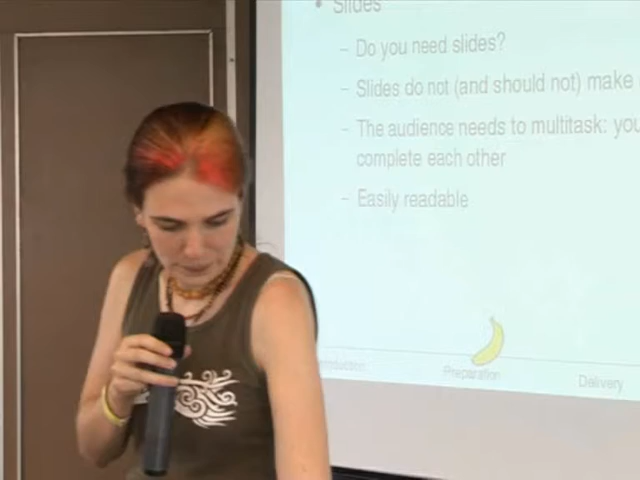 • Slides
– Do you need slides?
– Slides do not (and should not) make
– The audience needs to multitask: you
complete each other
– Easily readable
Preparation
Delivery